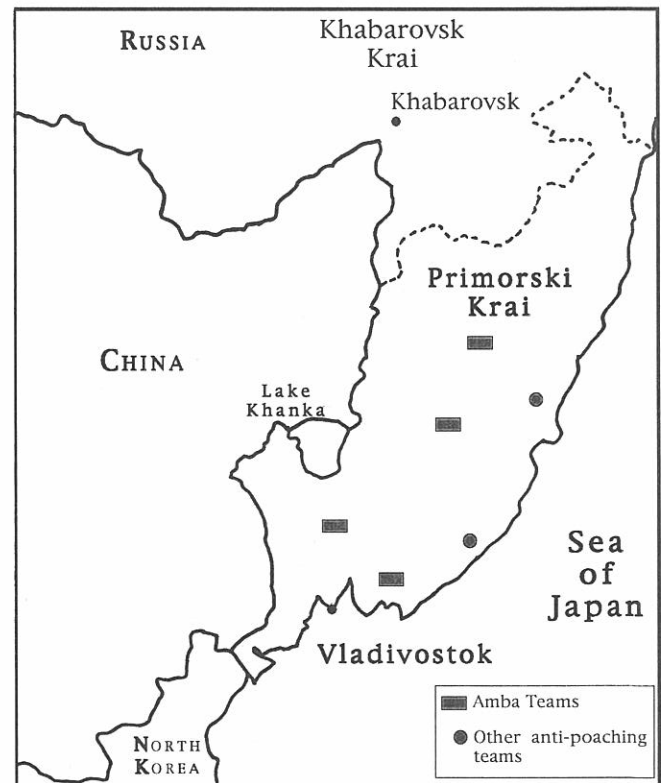 RUSSIA
Khabarovsk
Krai
Khabarovsk
Primorski
Krai
CHINA
Lake
Khanka
Sea
of
Japan
Vladivostok
NORTH
KOREA
Amba Teams
Other anti-poaching
teams